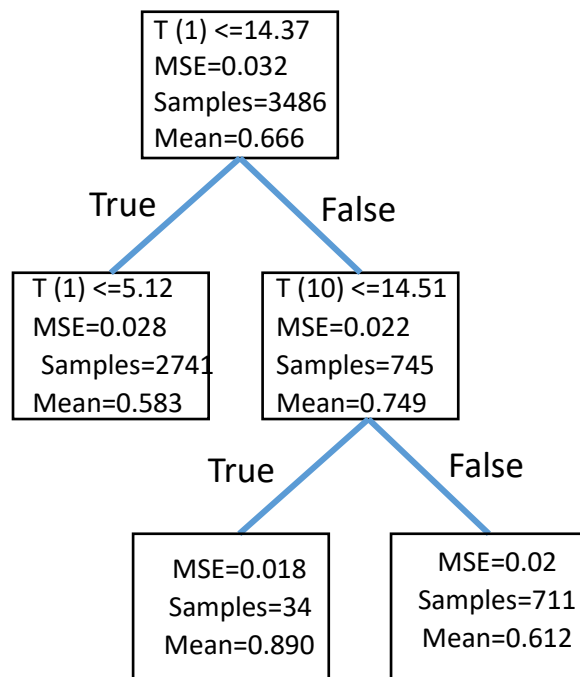 T (1) <=14.37
MSE=0.032
Samples=3486
Mean=0.666
True
False
T (1) <=5.12
MSE=0.028
Samples=2741
Mean=0.583
T (10) <=14.51
MSE=0.022
Samples=745
Mean=0.749
True
False
MSE=0.018
Samples=34
Mean=0.890
MSE=0.02
Samples=711
Mean=0.612